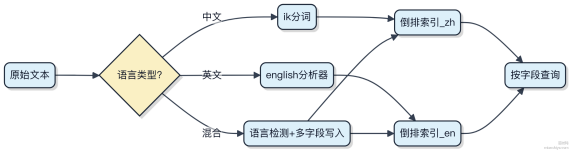 原始文本
语言类型?
中文
英文
混合
ik分词
english分析器
语言检测+多字段写入
倒排索引_zh
倒排索引_en
按字段查询